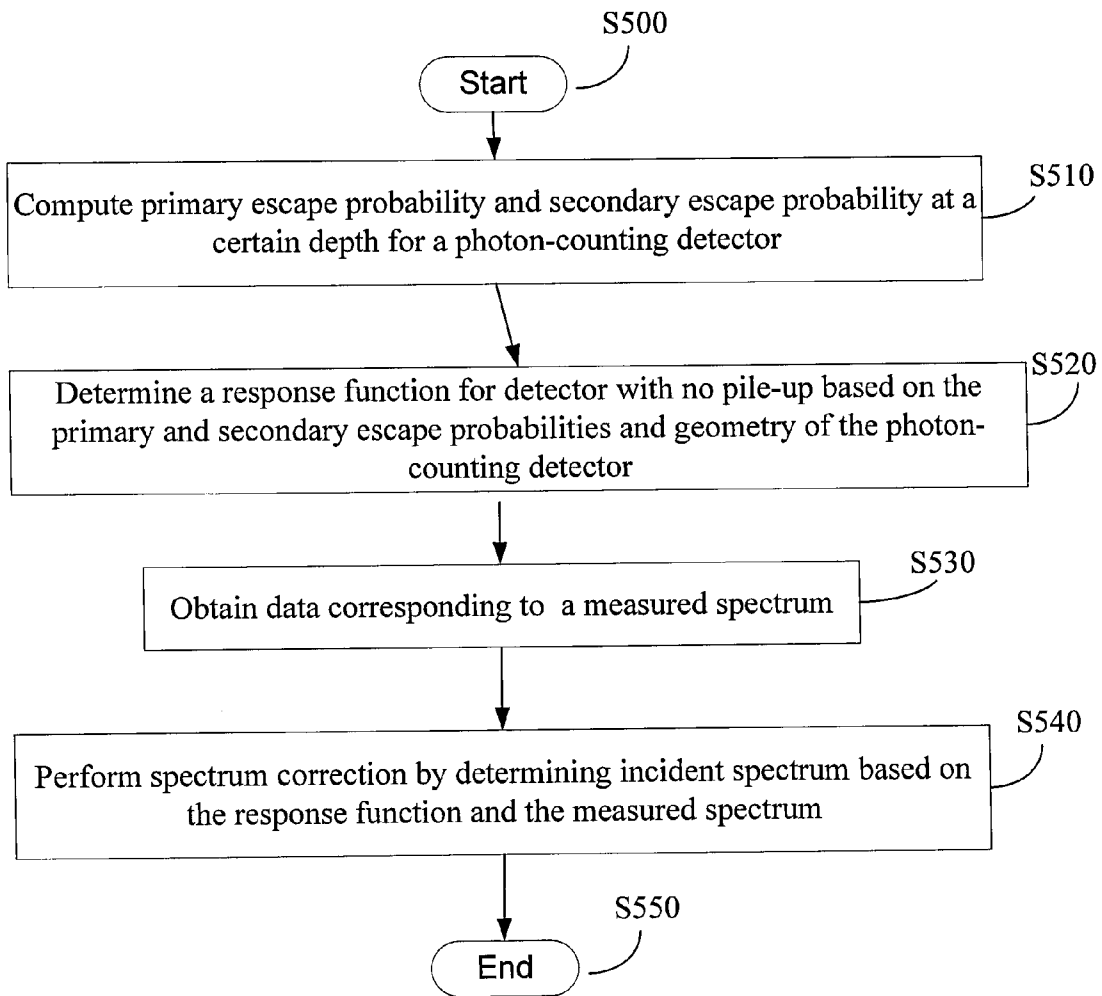 S500
Start
S510
Compute primary escape probability and secondary escape probability at a
certain depth for a photon-counting detector
S520
Determine a response function for detector with no pile-up based on the
primary and secondary escape probabilities and geometry of the photon-
counting detector
S530
Obtain data corresponding to a measured spectrum
S540
Perform spectrum correction by determining incident spectrum based on
the response function and the measured spectrum
S550
End